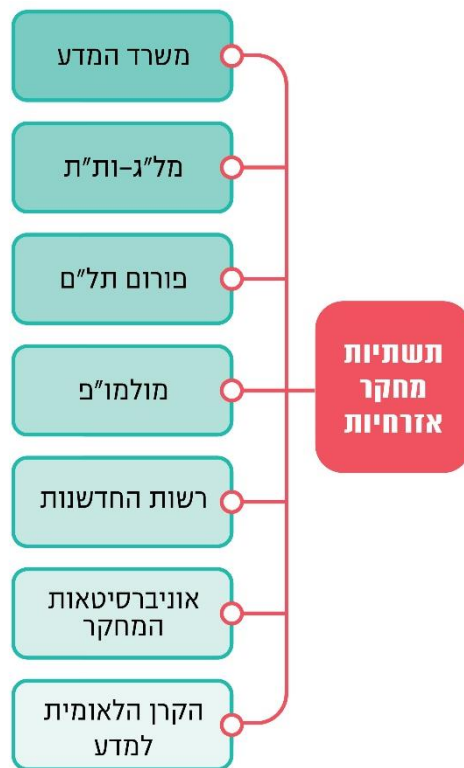 תשתיות
מחקר
אזרחיות
משרד המדע
מל"ג-ות"ת
פורום תל"ם
מולמו"פ
רשות החדשנות
אוניברסיטאות
המחקר
הקרן הלאומית
למדע